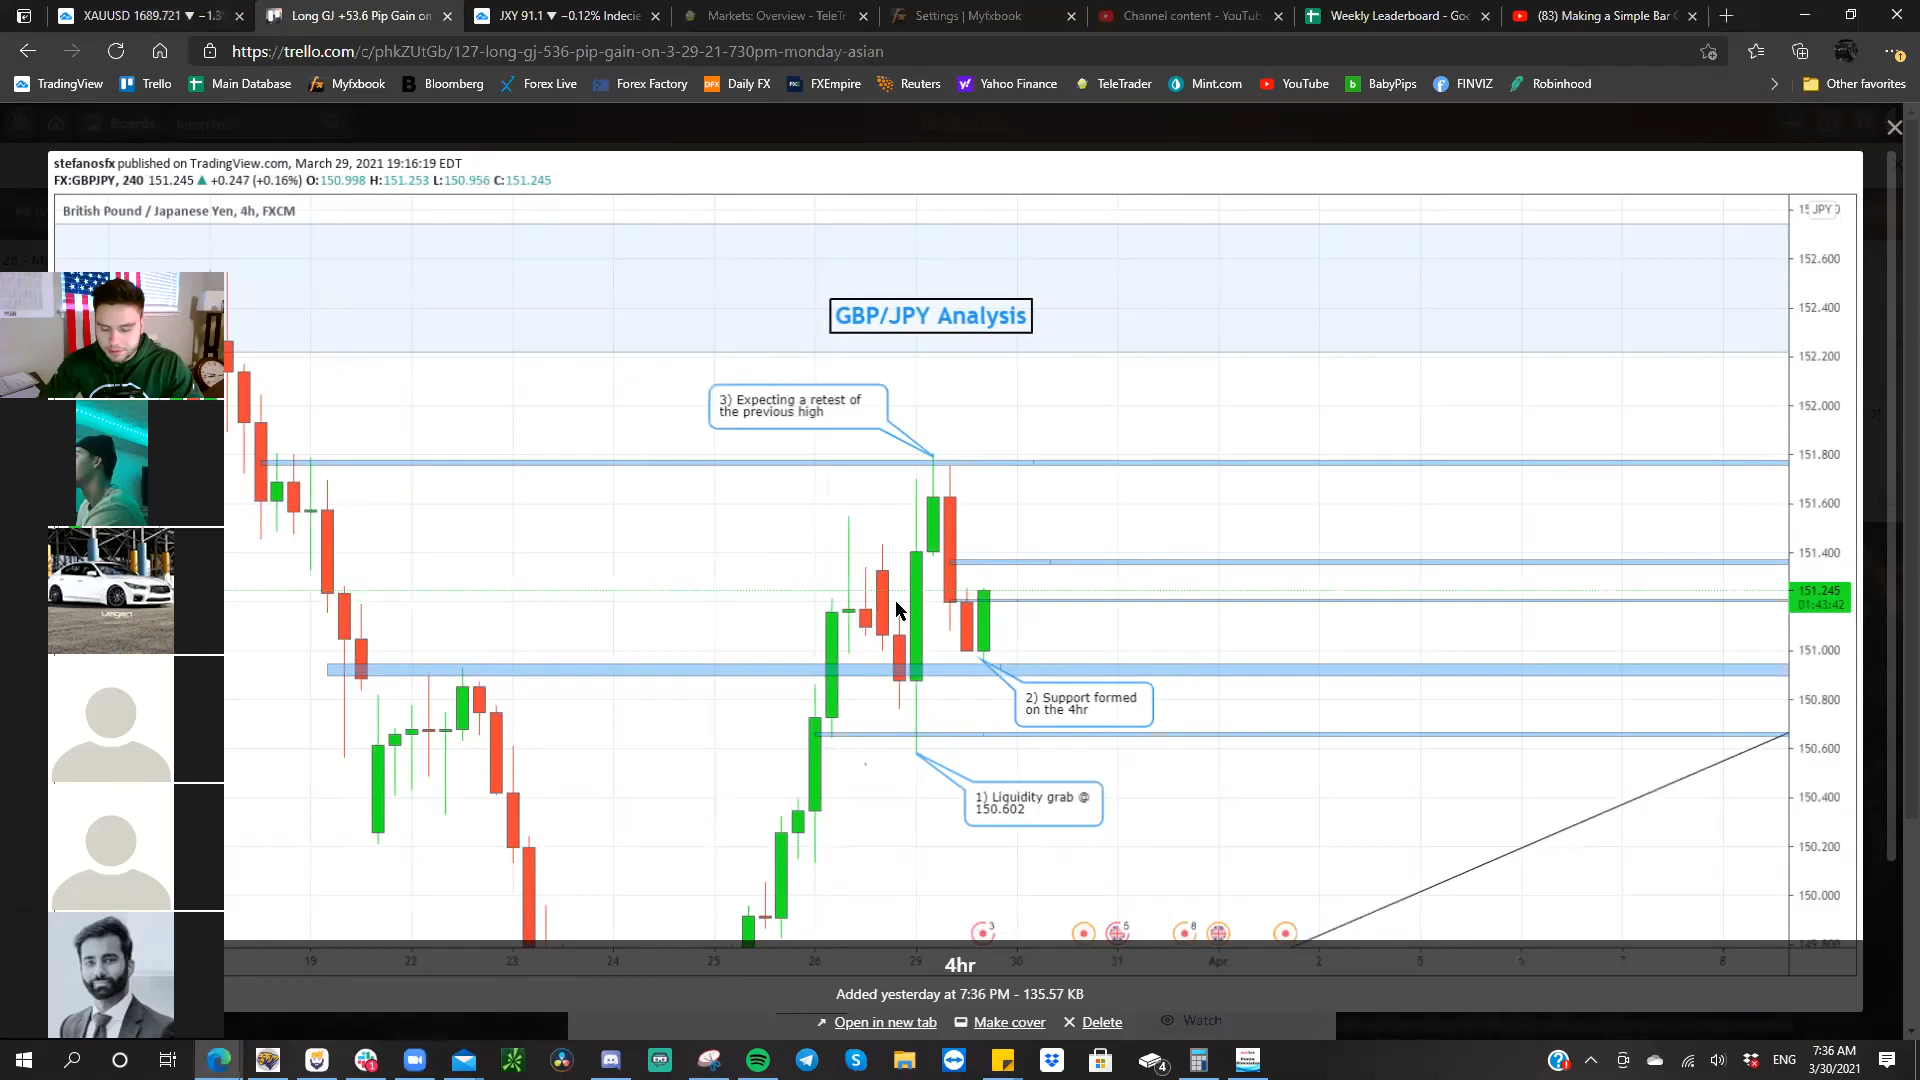 XAUUSD 1689.721 ▼ −1.3
Long GJ +53.6 Pip Gain on
JXY 91.1 ▼ −0.12% Indecie
Markets: Overview - TeleTr
Settings | Myfxbook
Channel content - YouTub
Weekly Leaderboard - Goo
(83) Making a Simple Bar
https://trello.com/c/phkZUtGb/127-long-gj-536-pip-gain-on-3-29-21-730pm-monday-asian
TradingView
Trello
Main Database
Myfxbook
Bloomberg
Forex Live
Forex Factory
Daily FX
FXEmpire
Reuters
Yahoo Finance
TeleTrader
Mint.com
YouTube
BabyPips
FINVIZ
Robinhood
Other favorites
Boards
stefanosfx published on TradingView.com, March 29, 2021 19:16:19 EDT
FX:GBPJPY, 240 151.245 ▲ +0.247 (+0.16%) O:150.998 H:151.253 L:150.956 C:151.245
British Pound / Japanese Yen, 4h, FXCM
JPY
152.600
GBP/JPY Analysis
152.400
152.200
3) Expecting a retest of
the previous high
152.000
151.800
151.600
151.400
151.245
01:43:42
151.000
2) Support formed
on the 4hr
150.800
150.600
1) Liquidity grab @
150.602
150.400
150.200
150.000
3
5
8
19
22
23
24
25
26
29
30
31
Apr
2
5
6
7
8
4hr
Added yesterday at 7:36 PM - 135.57 KB
Open in new tab
Make cover
Delete
Watch
4
ENG
7:36 AM
3/30/2021